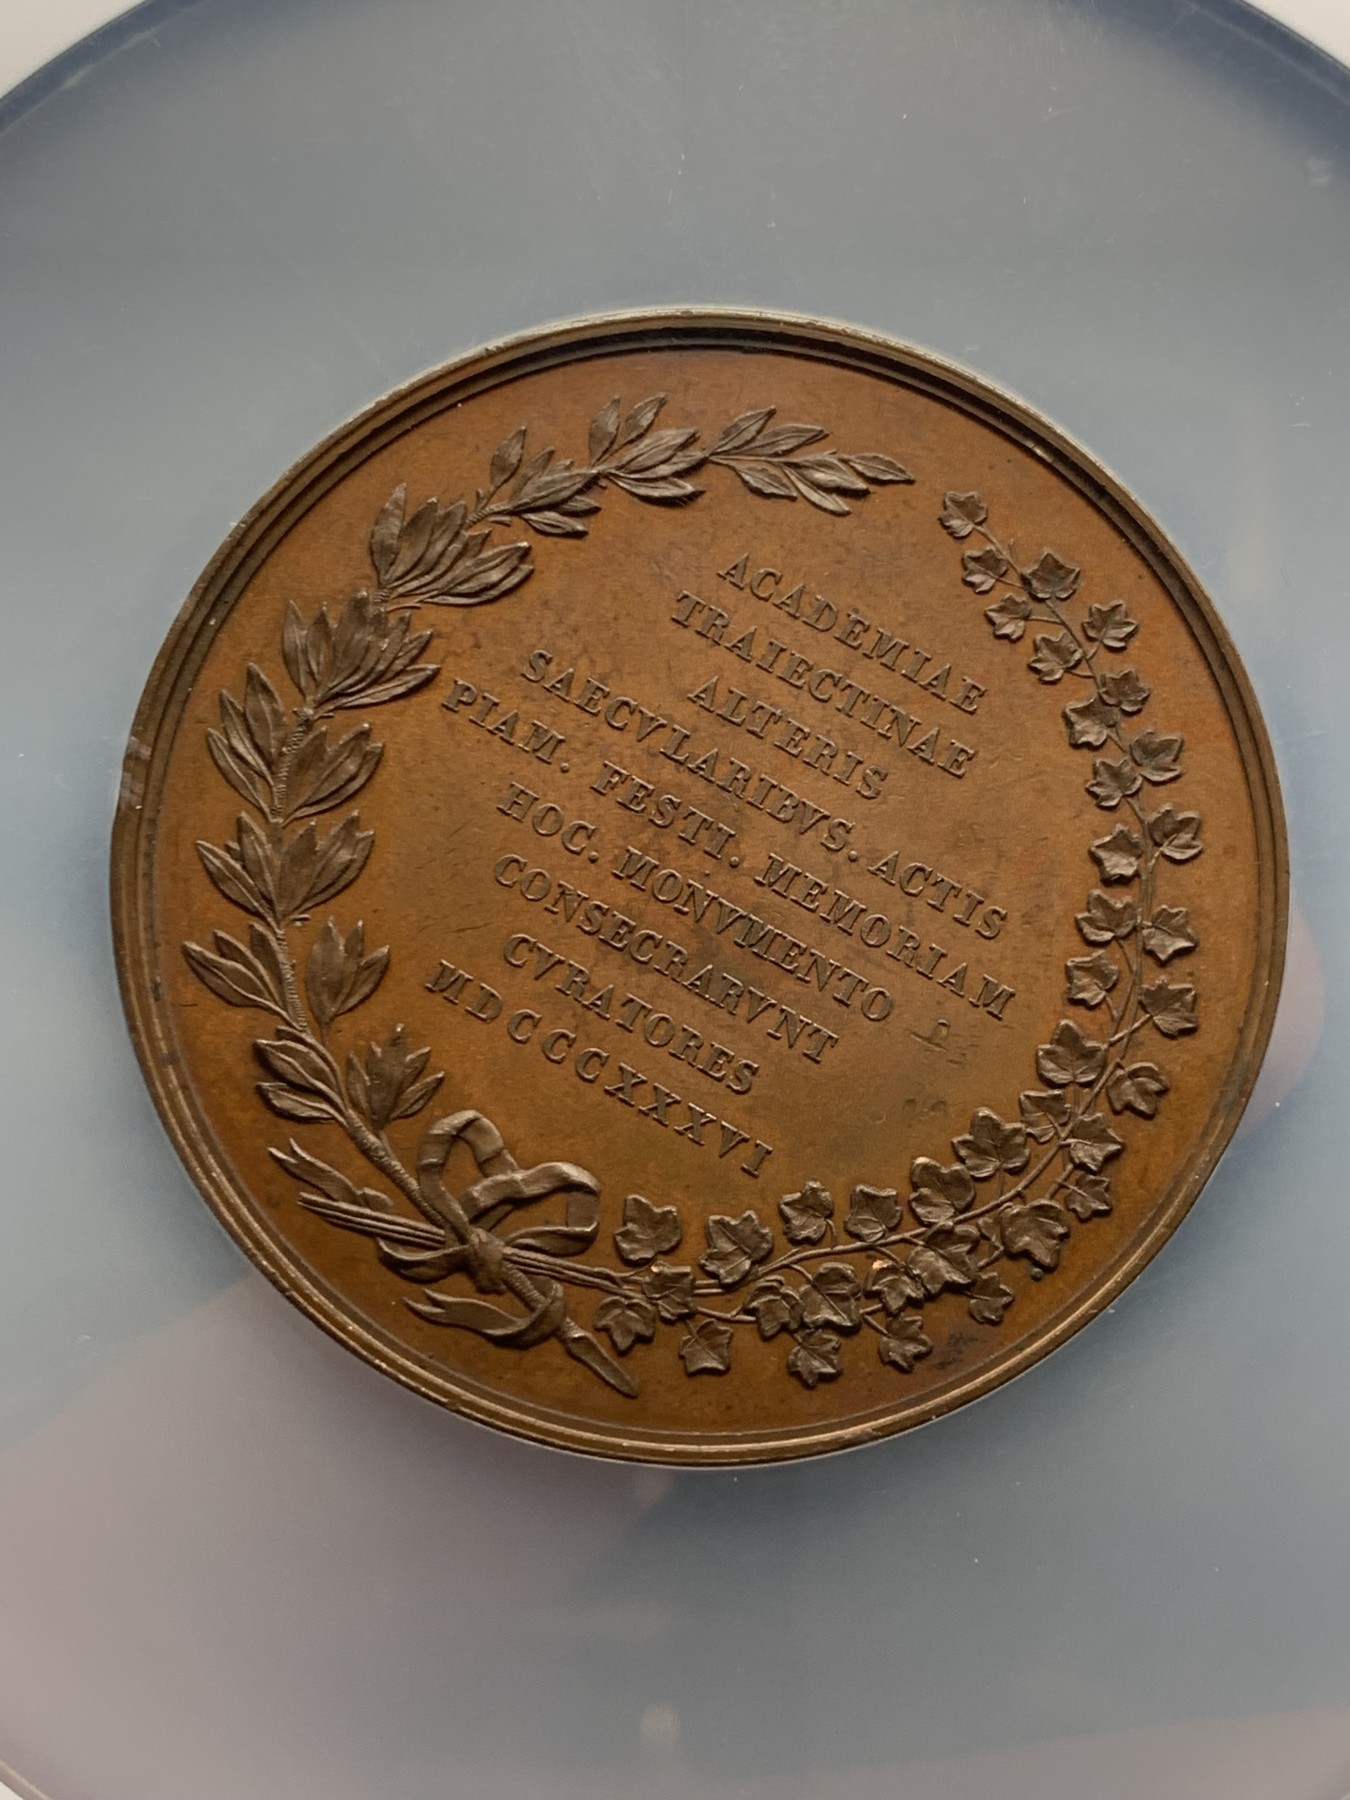 ACADEMIAE
TRAIECTINAE
ALTERIS
SAECVLARIBVS. ACTIS
PIAM. FESTI. MEMORIAM
HOC. MONVMENTO
CONSECRARVNT
CVRATORES
MDCCCXXXVI